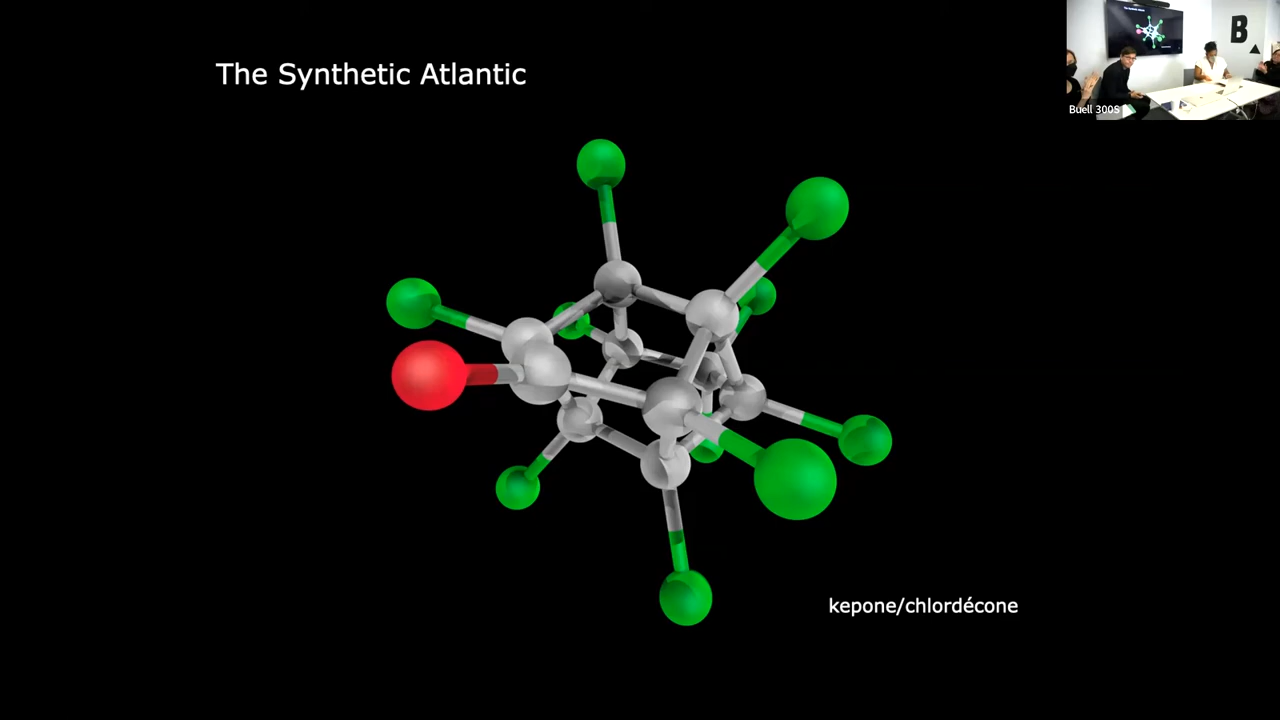 The Synthetic Atlantic
B
Buell 300S
kepone/chlordécone